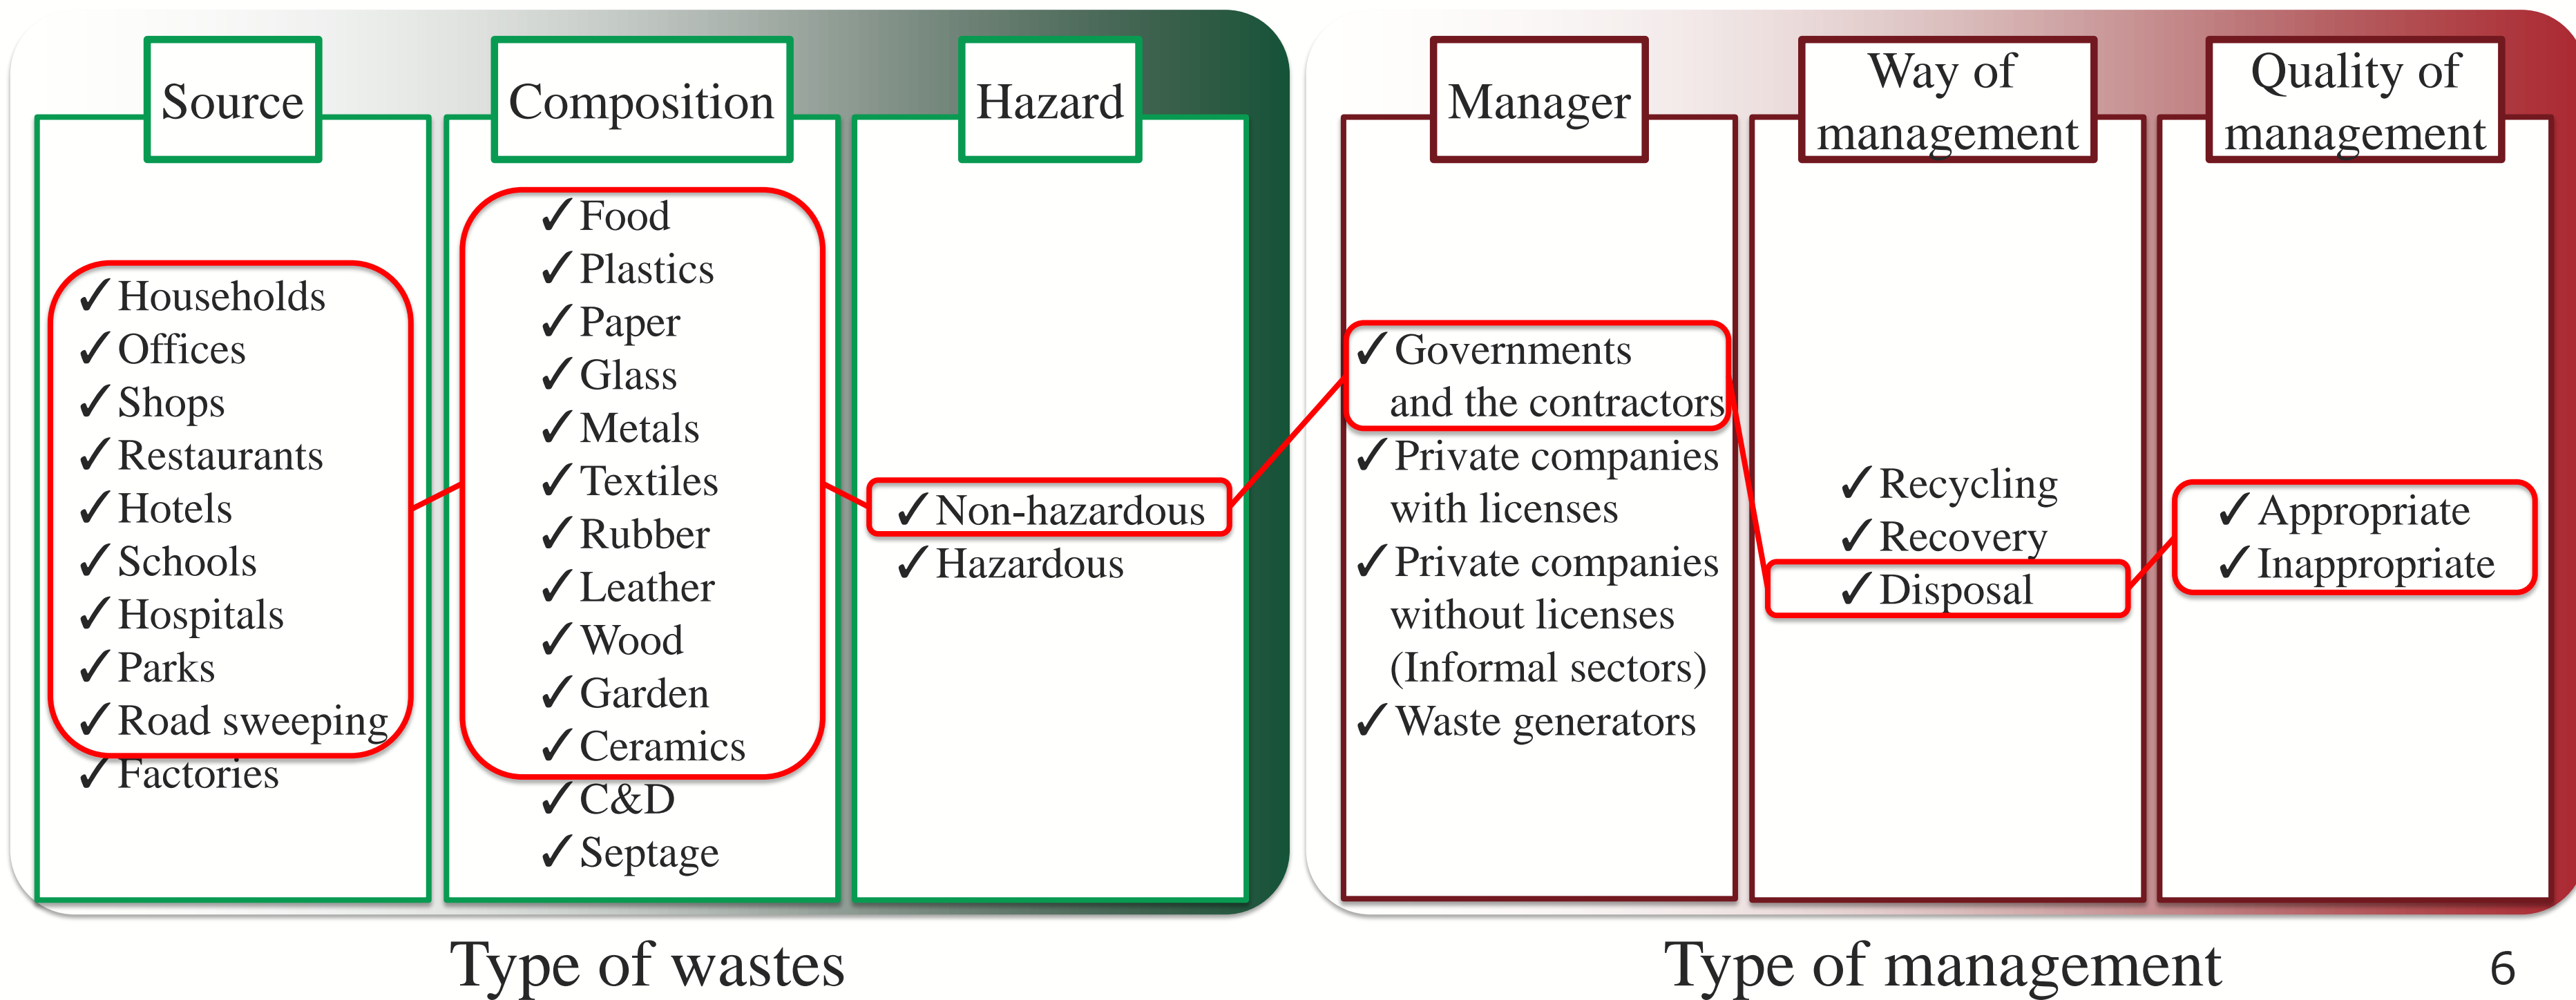 Source
✓Households
✓Offices
✓Shops
✓Restaurants
✓Hotels
✓Schools
✓Hospitals
✓Parks
✓Road sweeping
✓Factories
Composition
✓Food
✓Plastics
✓Paper
✓Glass
✓Metals
✓Textiles
✓Rubber
✓Leather
✓Wood
✓Garden
✓Ceramics
✓C&D
✓Septage
Hazard
✓Non-hazardous
✓Hazardous
Type of wastes
Manager
✓Governments
and the contractors
✓Private companies
with licenses
✓Private companies
without licenses
(Informal sectors)
✓Waste generators
Way of
management
✓Recycling
✓Recovery
✓Disposal
Quality of
management
✓Appropriate
✓Inappropriate
Type of management
6